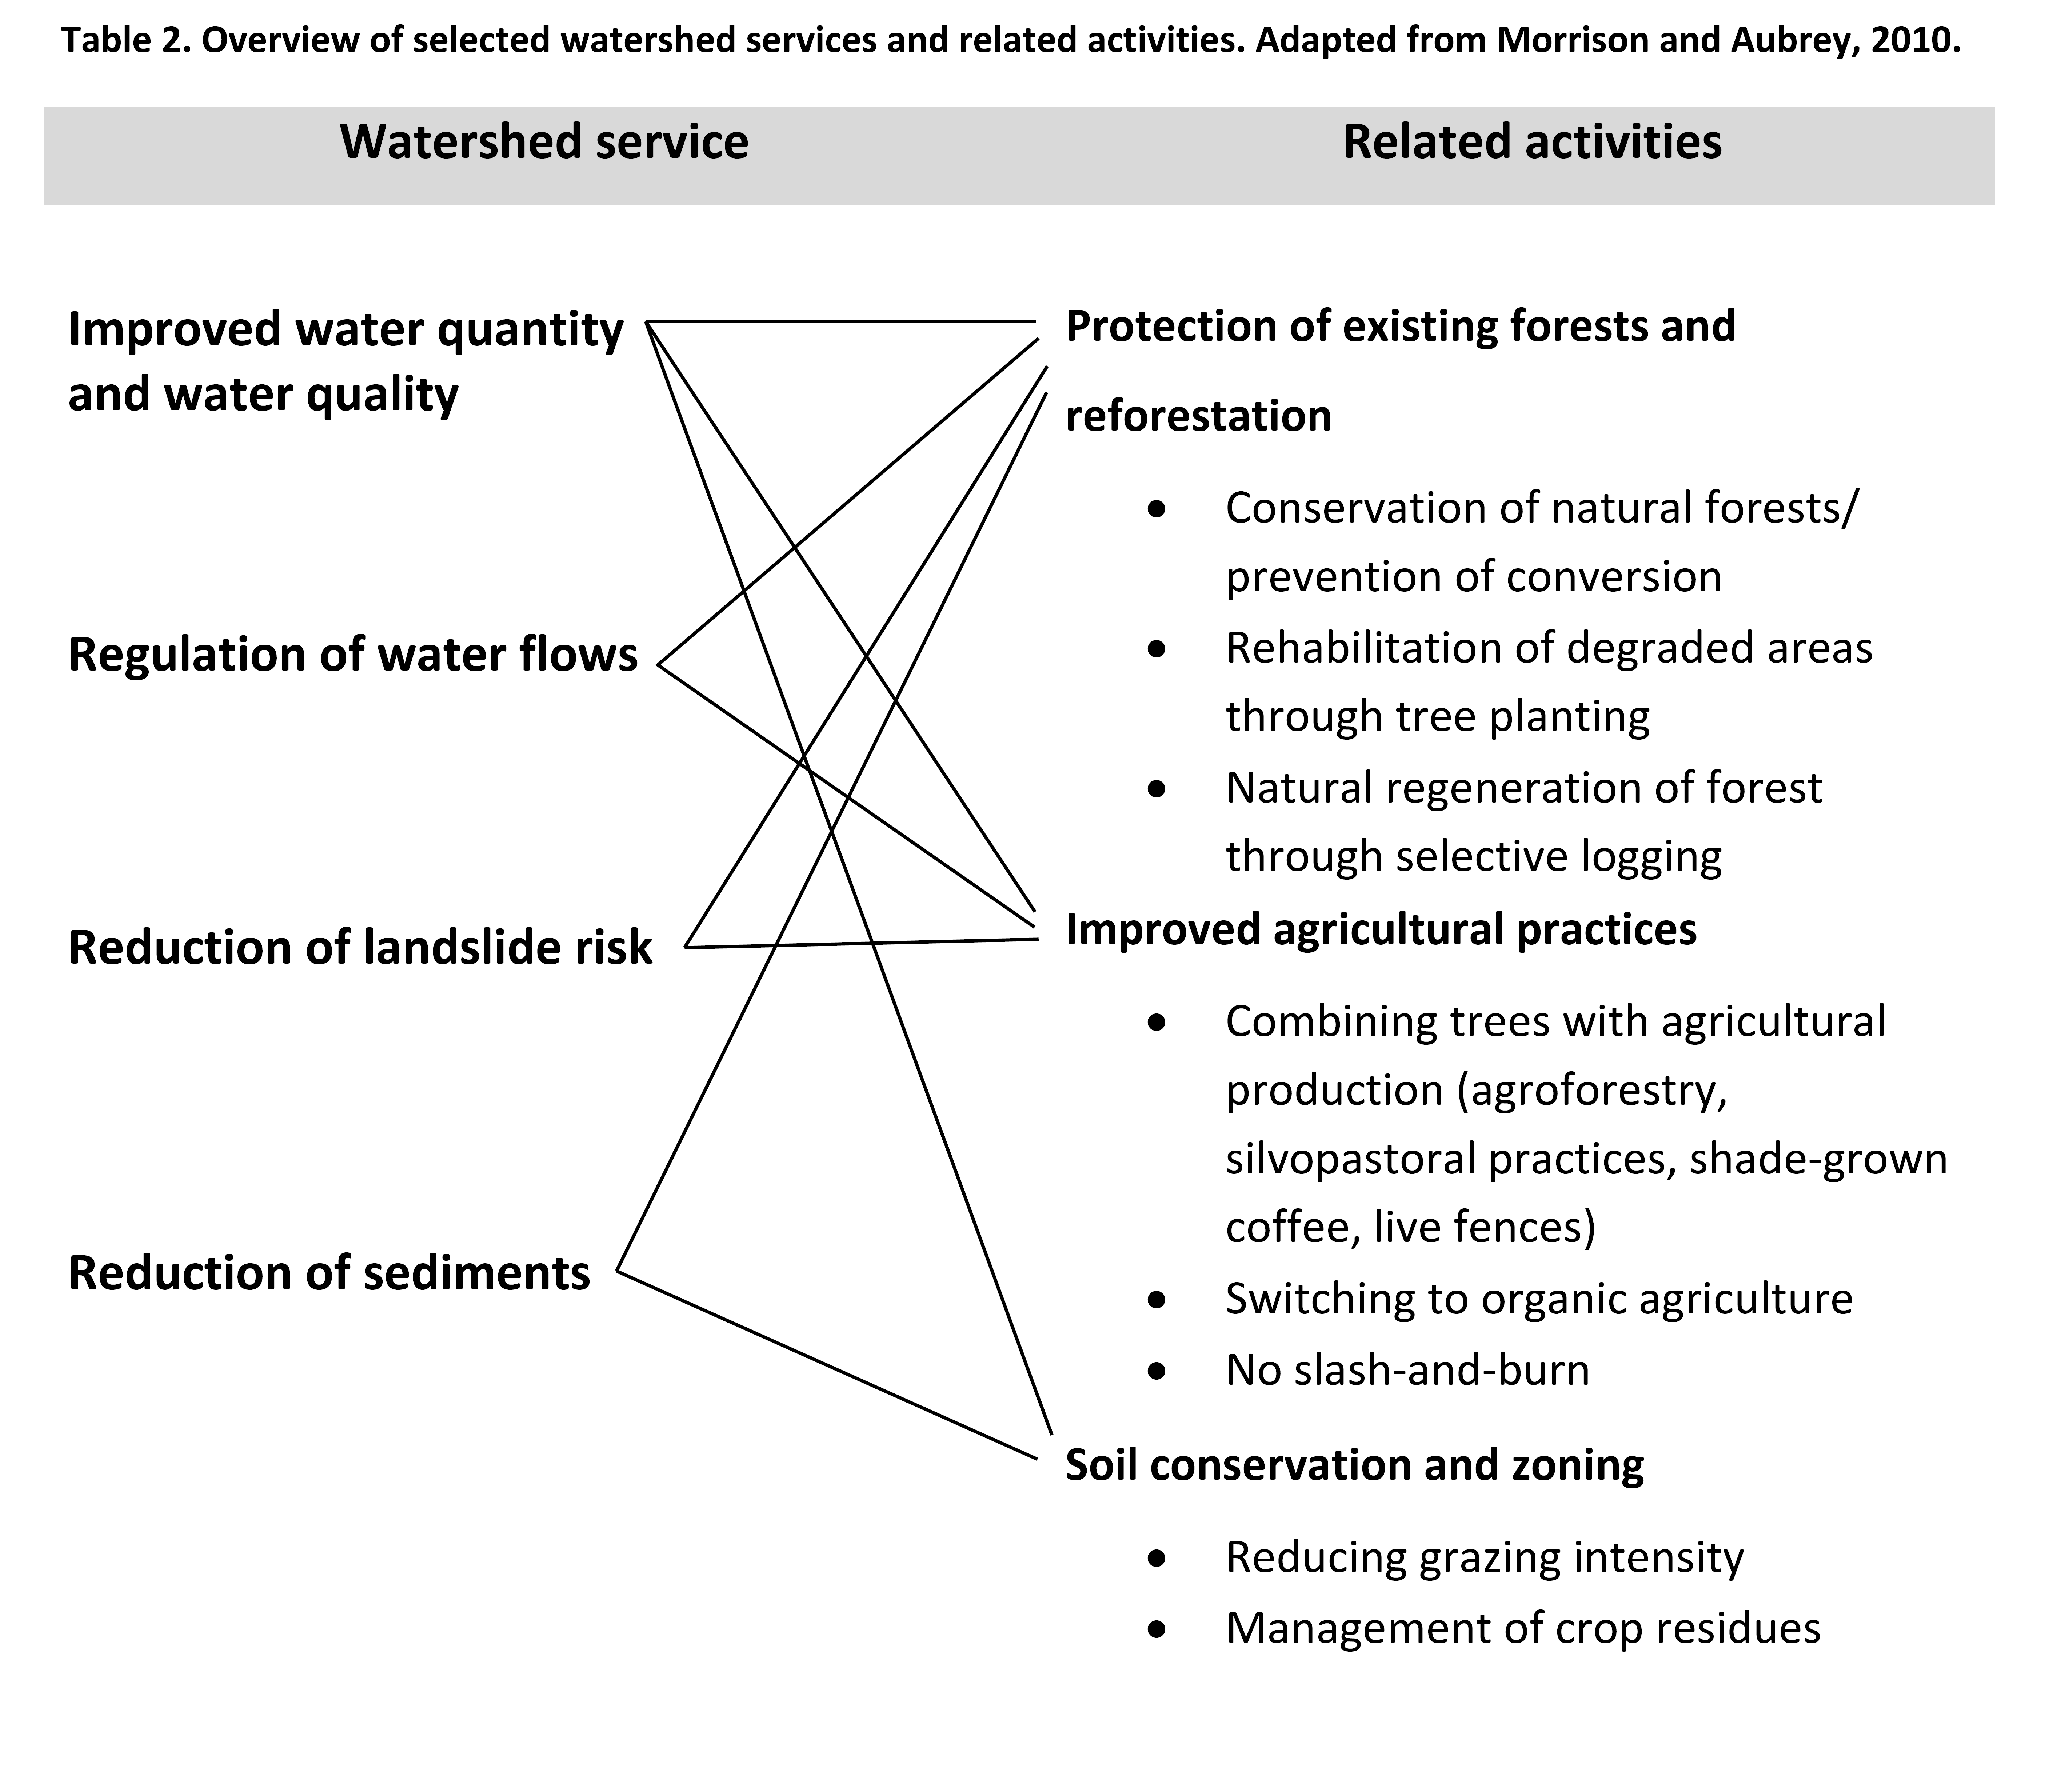 Table 2. Overview of selected watershed services and related activities. Adapted from Morrison and Aubrey, 2010.
Watershed service
Related activities
Improved water quantity
and water quality
Regulation of water flows
Reduction of landslide risk
Reduction of sediments
Protection of existing forests and
reforestation
• Conservation of natural forests/
prevention of conversion
• Rehabilitation of degraded areas
through tree planting
• Natural regeneration of forest
through selective logging
Improved agricultural practices
• Combining trees with agricultural
production (agroforestry,
silvopastoral practices, shade-grown
coffee, live fences)
• Switching to organic agriculture
• No slash-and-burn
Soil conservation and zoning
• Reducing grazing intensity
• Management of crop residues